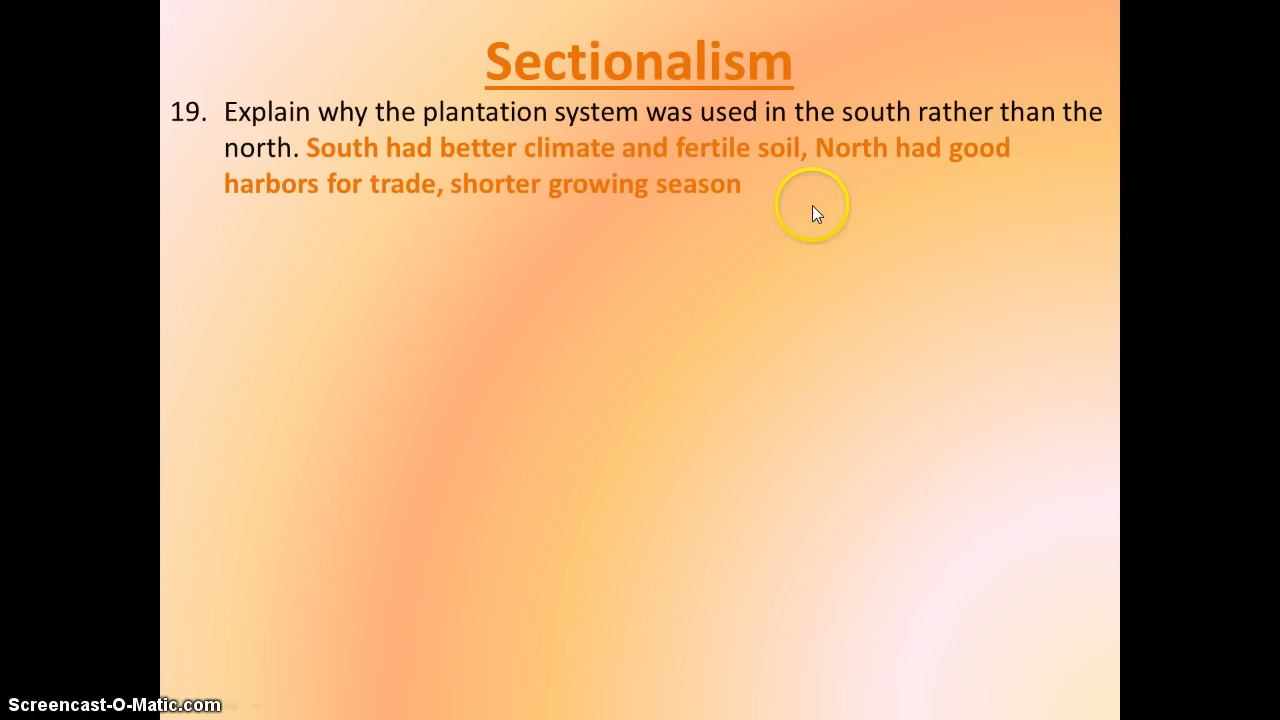 Sectionalism
19. Explain why the plantation system was used in the south rather than the
north. South had better climate and fertile soil, North had good
harbors for trade, shorter growing season
Screencast-O-Matic.com